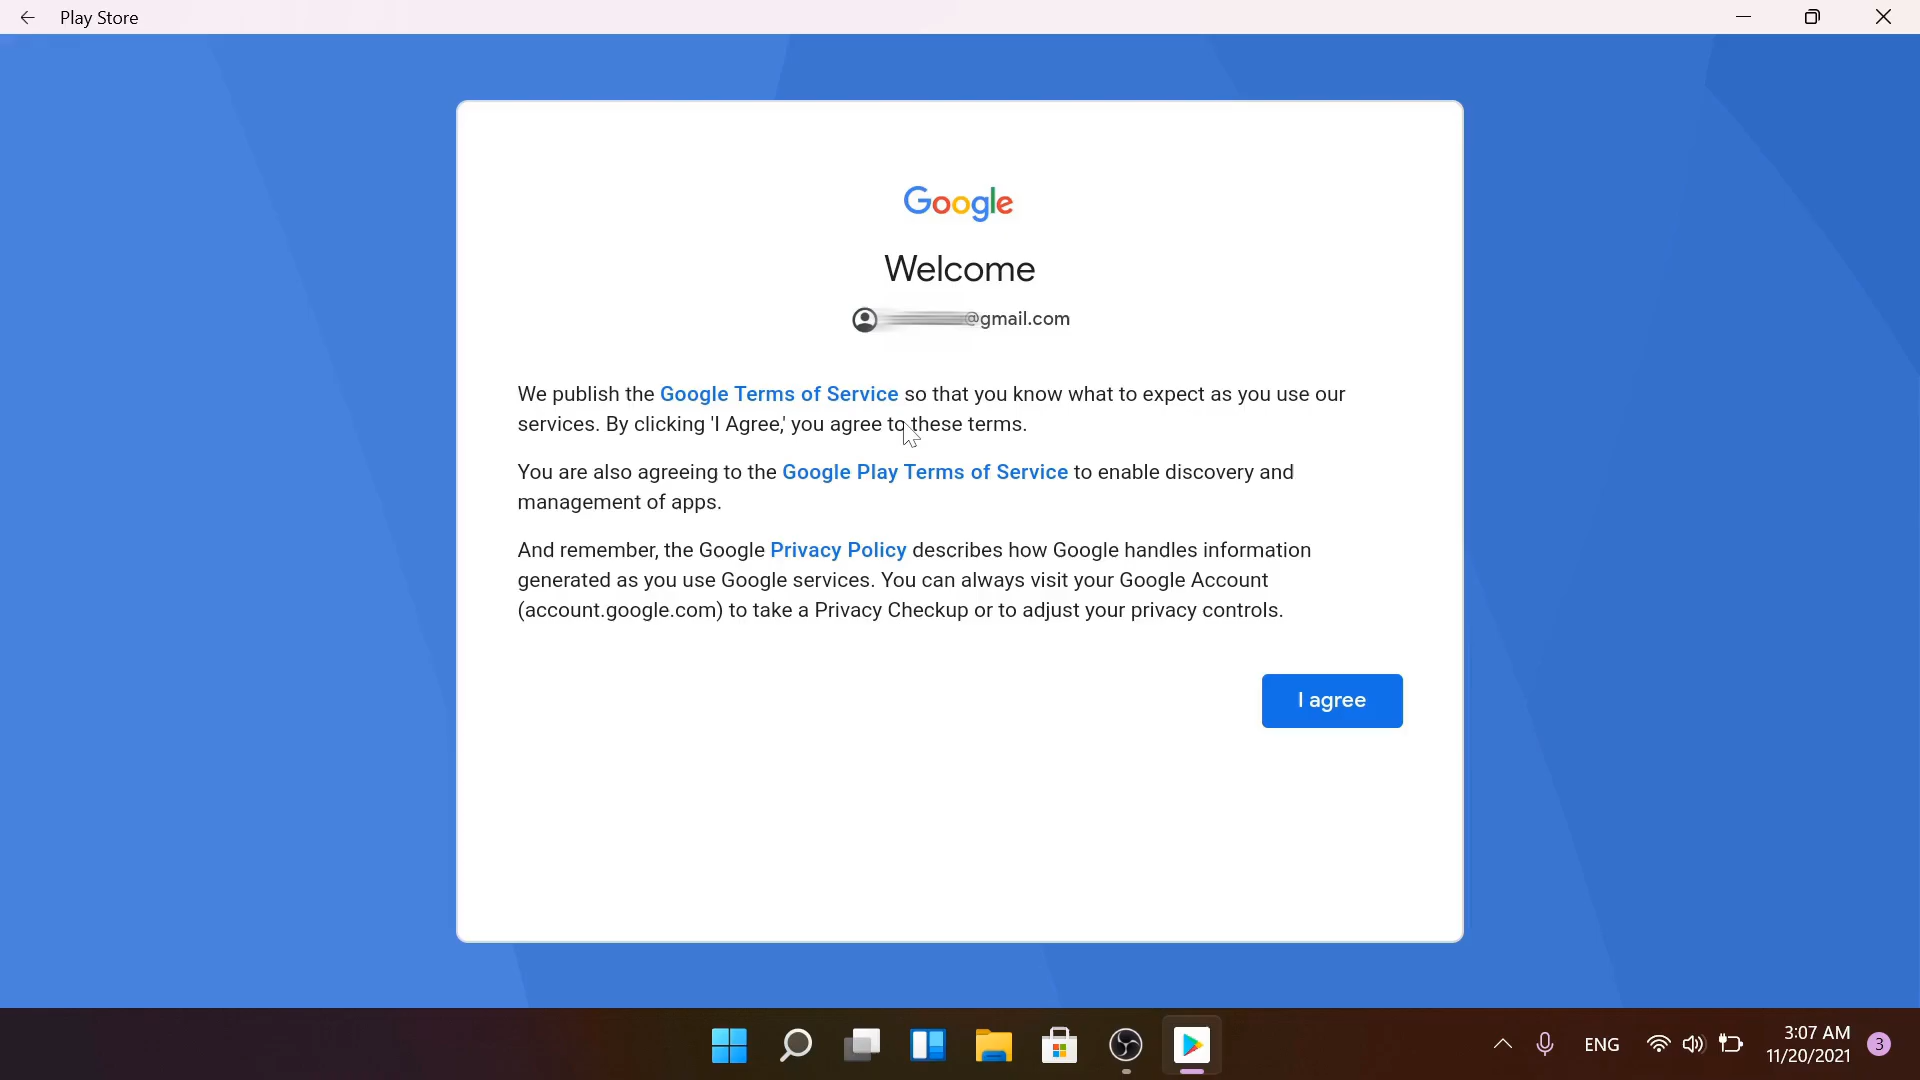 Play Store
Google
Welcome
@gmail.com
We publish the Google Terms of Service so that you know what to expect as you use our
services. By clicking 'I Agree,' you agree to these terms.
You are also agreeing to the Google Play Terms of Service to enable discovery and
management of apps.
And remember, the Google Privacy Policy describes how Google handles information
generated as you use Google services. You can always visit your Google Account
(account.google.com) to take a Privacy Checkup or to adjust your privacy controls.
I agree
ENG
3:07 AM
11/20/2021
3